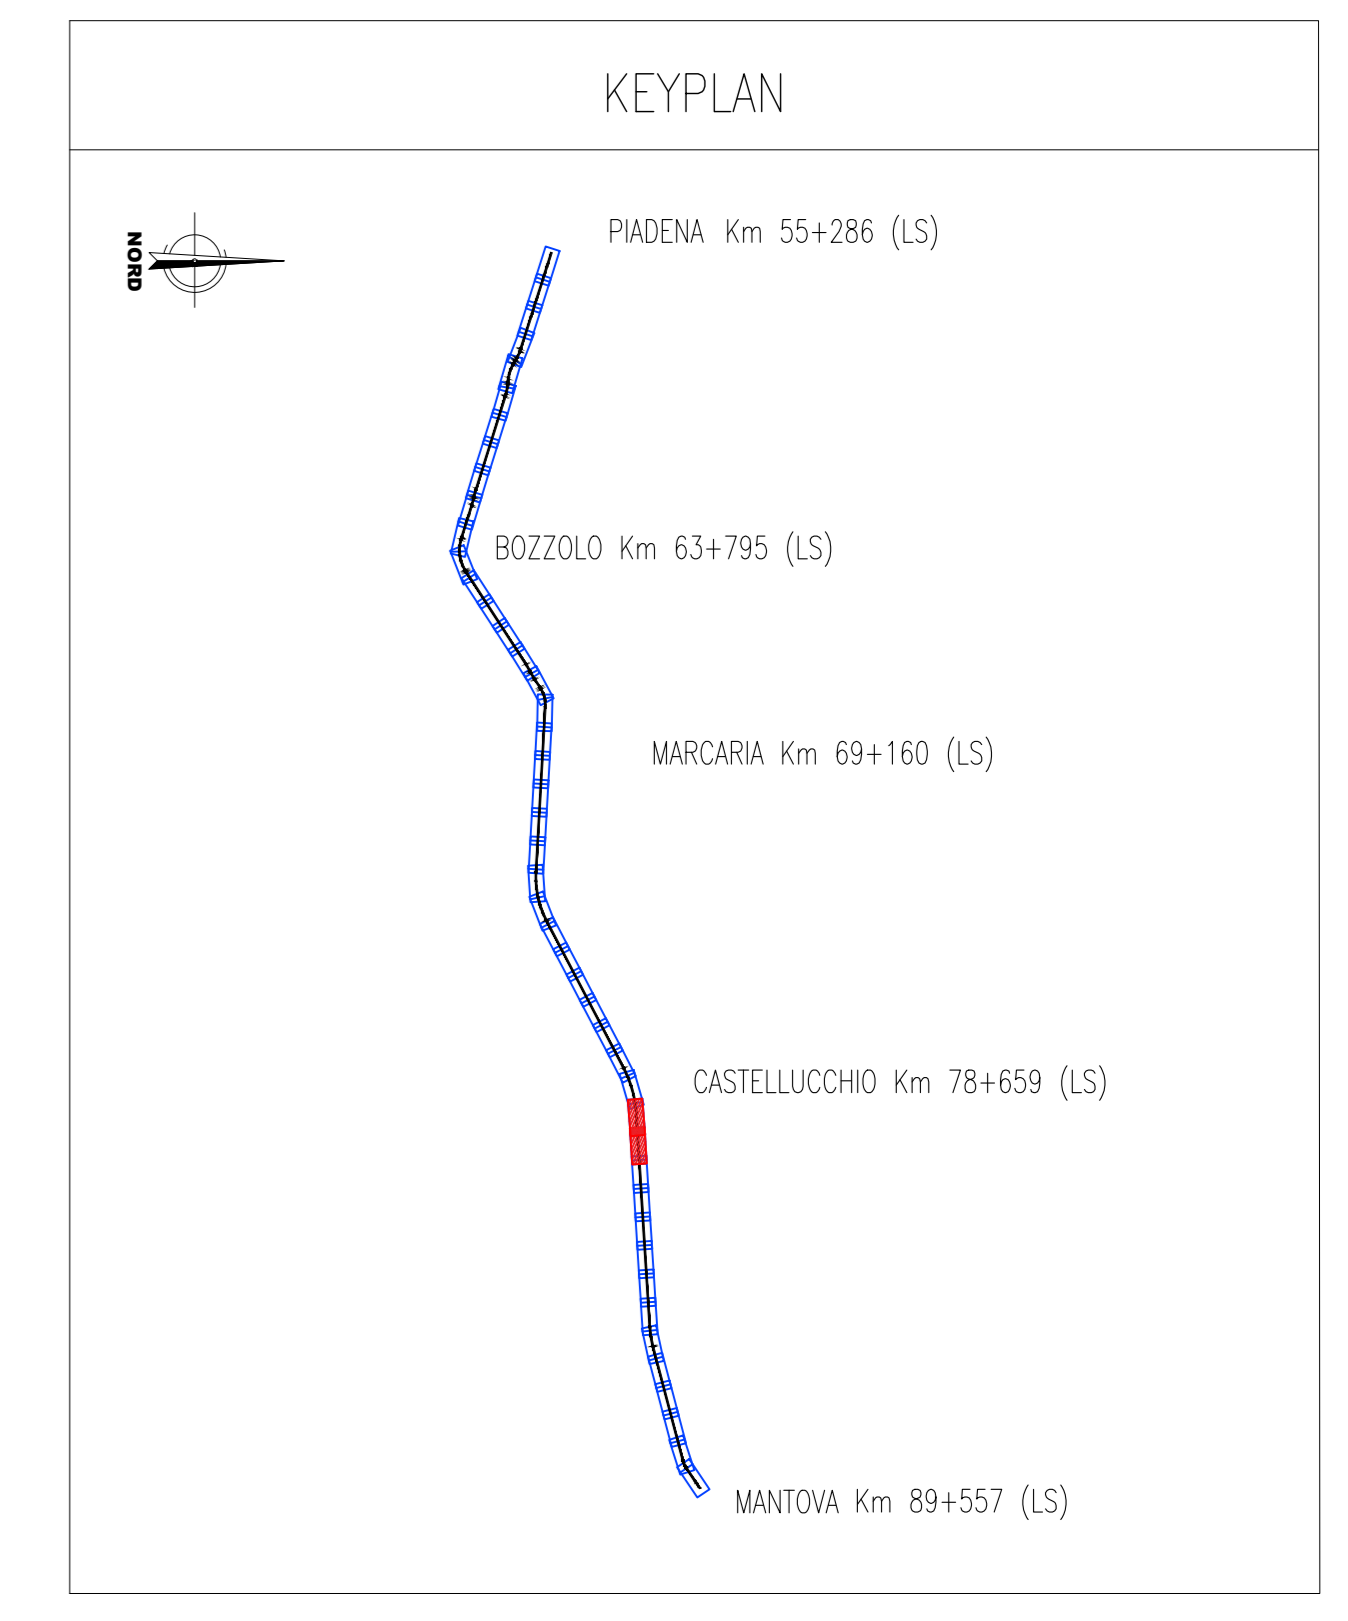 KEYPLAN
NORD
PIADENA Km 55+286 (LS)
BOZZOLO Km 63+795 (LS)
MARCARIA Km 69+160 (LS)
CASTELLUCCHIO Km 78+659 (LS)
MANTOVA Km 89+557 (LS)